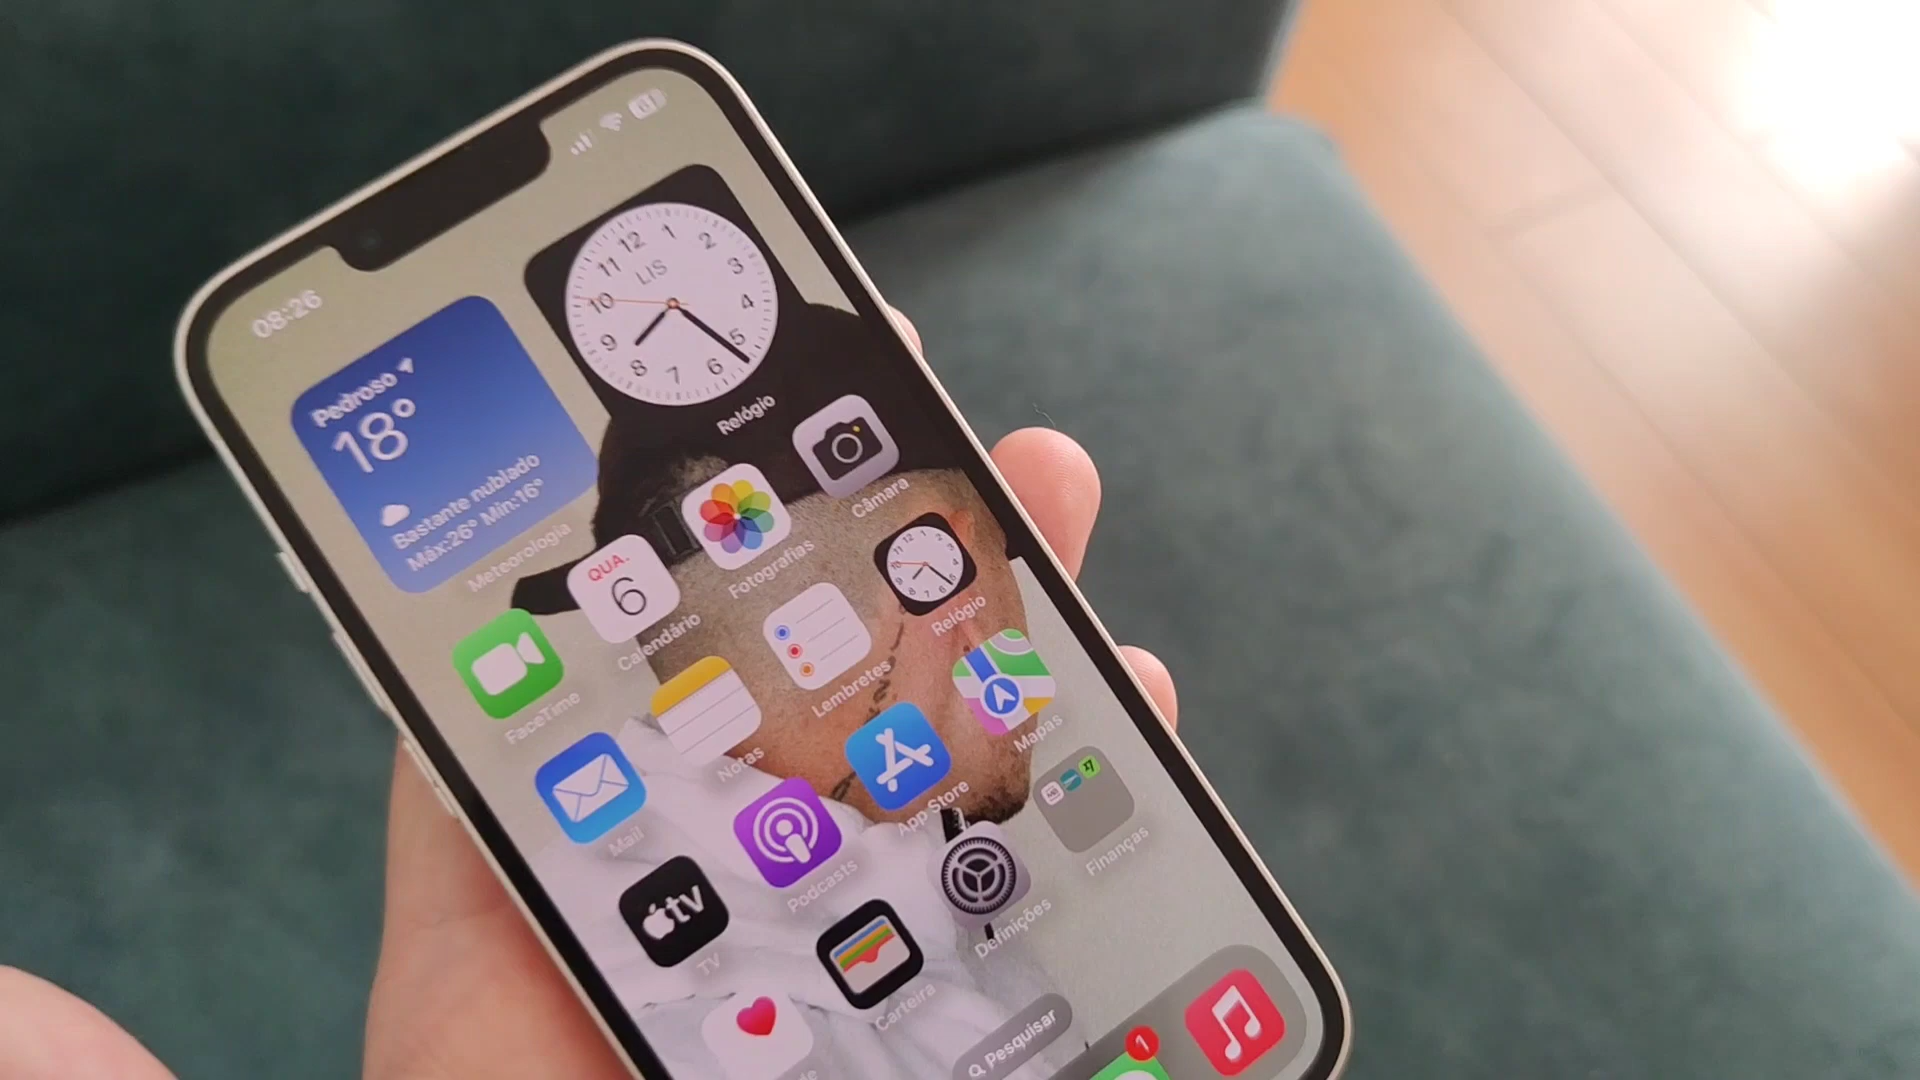 08:26
Pedroso
18°
Bastante nublado
Máx:26° Mín:16°
Meteorologia
12
1
2
3
4
5
6
7
8
9
10
11
LIS
Relógio
FaceTime
QUA.
6
Calendário
Fotografias
Câmara
Mail
Notas
Lembretes
Relógio
tv
TV
Podcasts
App Store
Mapas
Carteira
Definições
Finanças
Pesquisar
1